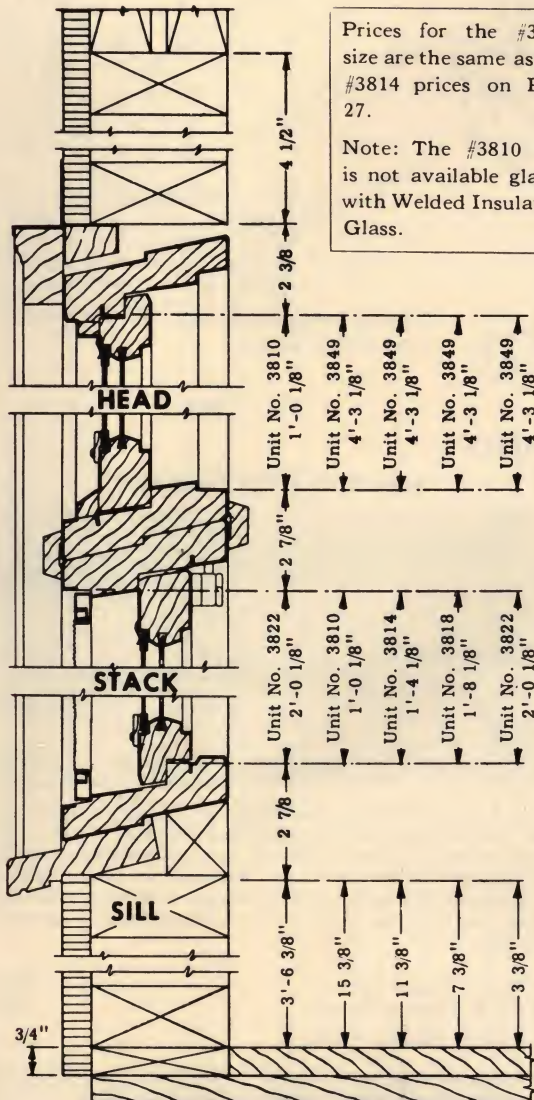 Prices for the #3
size are the same as
#3814 prices on P
27.
Note: The #3810
is not available gla
with Welded Insula
Glass.
4 1/2"
2 3/8
HEAD
Unit No. 3810
1'-0 1/8"
Unit No. 3849
4'-3 1/8"
Unit No. 3849
4'-3 1/8"
Unit No. 3849
4'-3 1/8"
Unit No. 3849
4'-3 1/8"
2 7/8"
STACK
Unit No. 3822
2'-0 1/8"
Unit No. 3810
1'-0 1/8"
Unit No. 3814
1'-4 1/8"
Unit No. 3818
1'-8 1/8"
Unit No. 3822
2'-0 1/8"
2 7/8
SILL
3'-6 3/8"
15 3/8"
11 3/8"
7 3/8"
3 3/8"
3/4"